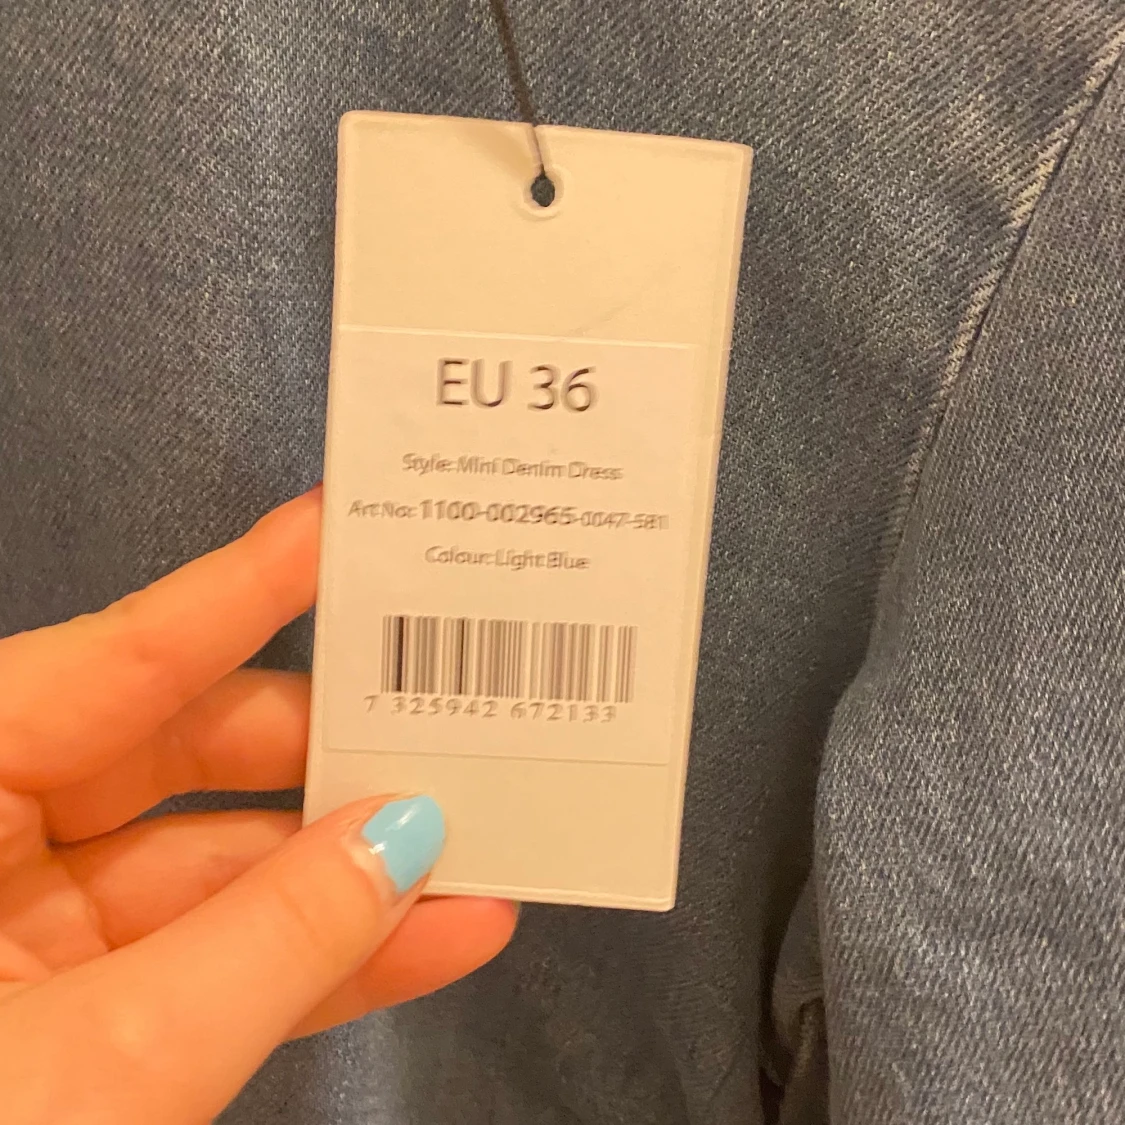 EU 36
Style: Mini Denim Dress
Art No: 1100-002965-0047-581
Colour: Light Blue
7 325942 672133